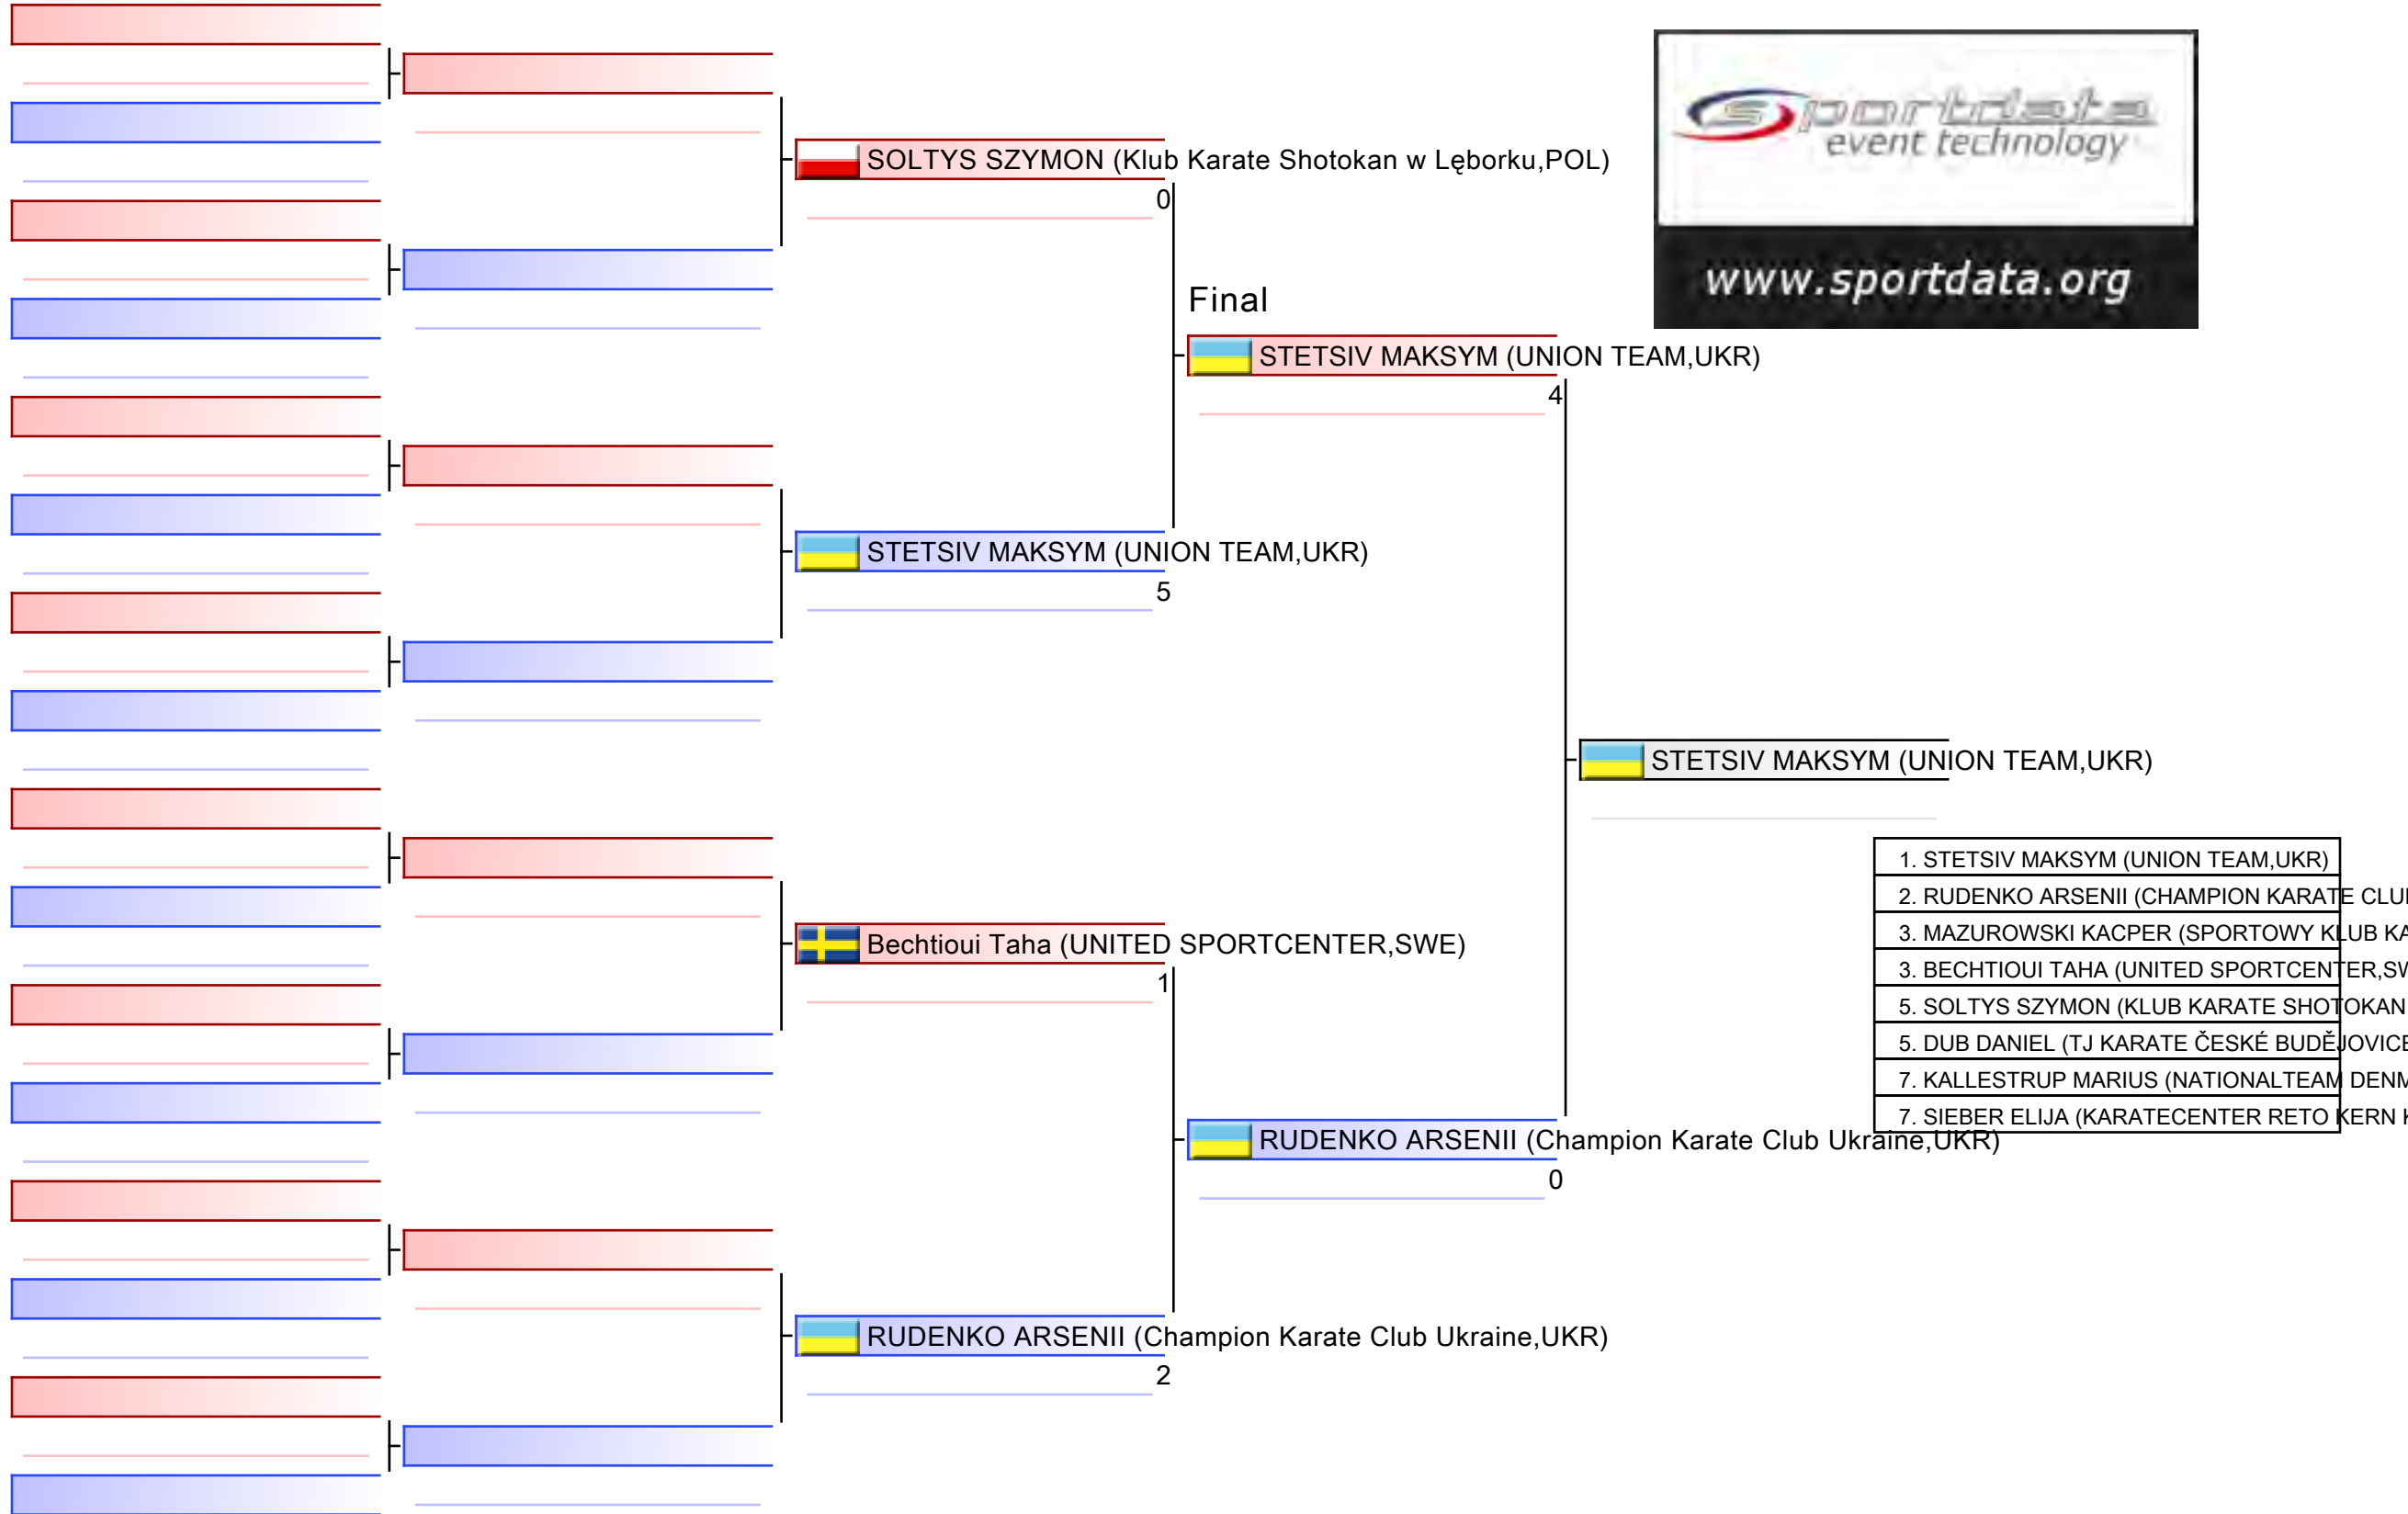 sportdata
event technology
www.sportdata.org
SOLTYS SZYMON (Klub Karate Shotokan w Lęborku,POL)
0
Final
STETSIV MAKSYM (UNION TEAM,UKR)
4
STETSIV MAKSYM (UNION TEAM,UKR)
5
STETSIV MAKSYM (UNION TEAM,UKR)
Bechtioui Taha (UNITED SPORTCENTER,SWE)
1
RUDENKO ARSENII (Champion Karate Club Ukraine,UKR)
0
RUDENKO ARSENII (Champion Karate Club Ukraine,UKR)
2
1. STETSIV MAKSYM (UNION TEAM,UKR)
2. RUDENKO ARSENII (CHAMPION KARATE
3. MAZUROWSKI KACPER (SPORTOWY KLUB
3. BECHTIOUI TAHA (UNITED SPORTCENTER,
5. SOLTYS SZYMON (KLUB KARATE SHOTOKAN
5. DUB DANIEL (TJ KARATE ČESKÉ BUDĚJOVICE
7. KALLESTRUP MARIUS (NATIONALTEAM
7. SIEBER ELIJA (KARATECENTER RETO KERN